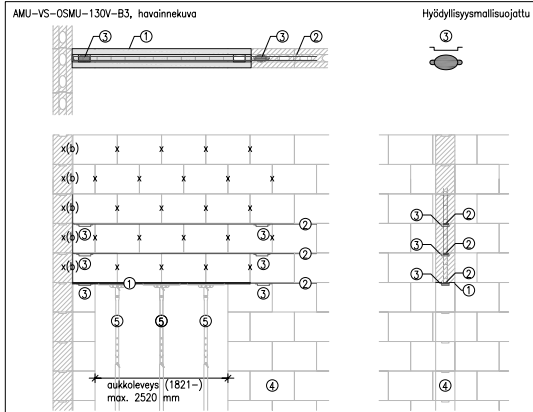 AMU-VS-OSMU-130V-B3, havainnekuva
Hyödyllisyysmallisuojattu
3 1 3 2
3
x(b) x x x x
x(b) x x x x x
x(b) x x x x
2
x(b) 3 x x x x x 3
2
x(b) 3 x x x x 3
1 2
3 3
5 5 5
aukkoleveys (1821-)
max. 2520 mm
4
3 2
3 2
3 2
1
4